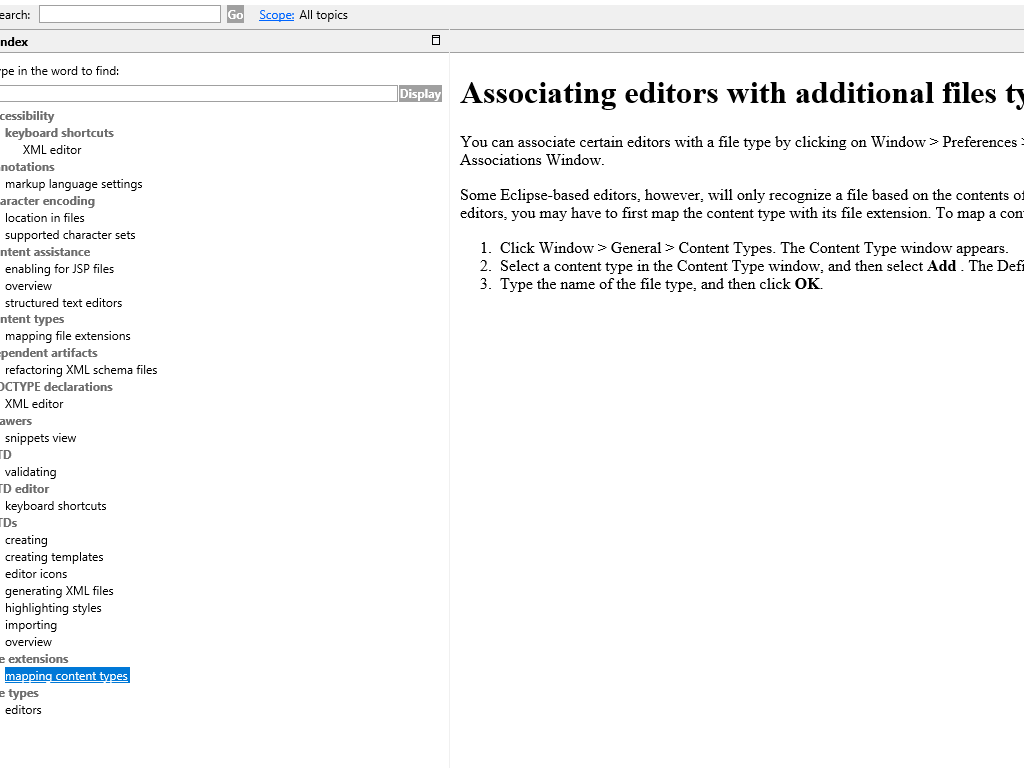 earch: Go Scope: All topics
ndex
pe in the word to find:
Display
cessibility
keyboard shortcuts
XML editor
notations
markup language settings
aracter encoding
location in files
supported character sets
ntent assistance
enabling for JSP files
overview
structured text editors
ntent types
mapping file extensions
pendent artifacts
refactoring XML schema files
OCTYPE declarations
XML editor
awers
snippets view
TD
validating
TD editor
keyboard shortcuts
TDs
creating
creating templates
editor icons
generating XML files
highlighting styles
importing
overview
e extensions
mapping content types
e types
editors
Associating editors with additional files ty
You can associate certain editors with a file type by clicking on Window > Preferences >
Associations Window.
Some Eclipse-based editors, however, will only recognize a file based on the contents of
editors, you may have to first map the content type with its file extension. To map a con
1. Click Window > General > Content Types. The Content Type window appears.
2. Select a content type in the Content Type window, and then select Add . The Defi
3. Type the name of the file type, and then click OK.